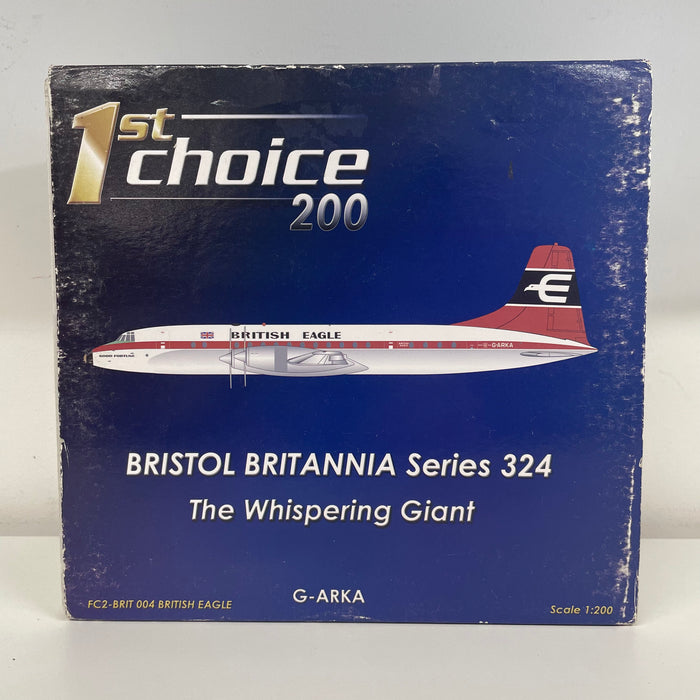 1st choice
200
BRITISH EAGLE
E
G-ARKA
BRISTOL BRITANNIA Series 324
The Whispering Giant
G-ARKA
FC2-BRIT 004 BRITISH EAGLE
Scale 1:200